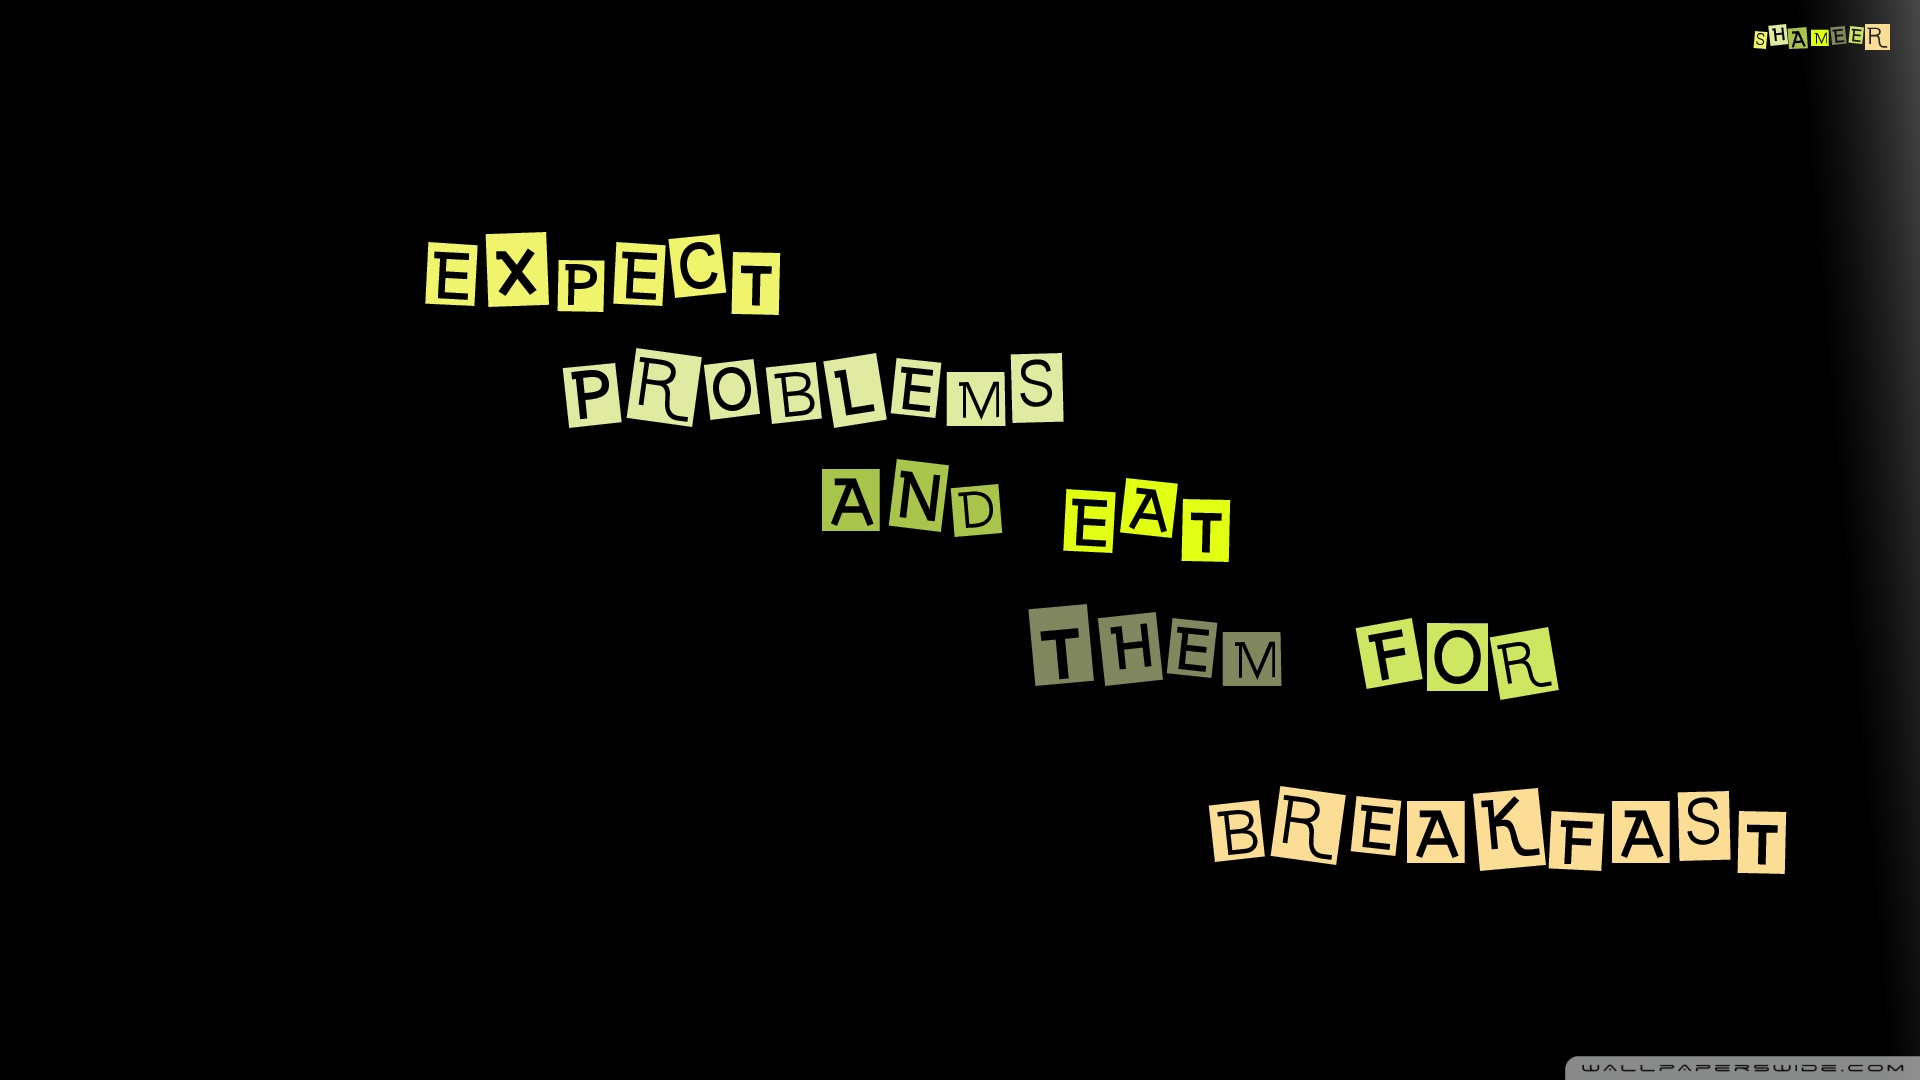 SHAMEER
EXPECT
PROBLEMS
AND EAT
THEM FOR
BREAKFAST
WALLPAPERSWIDE.COM